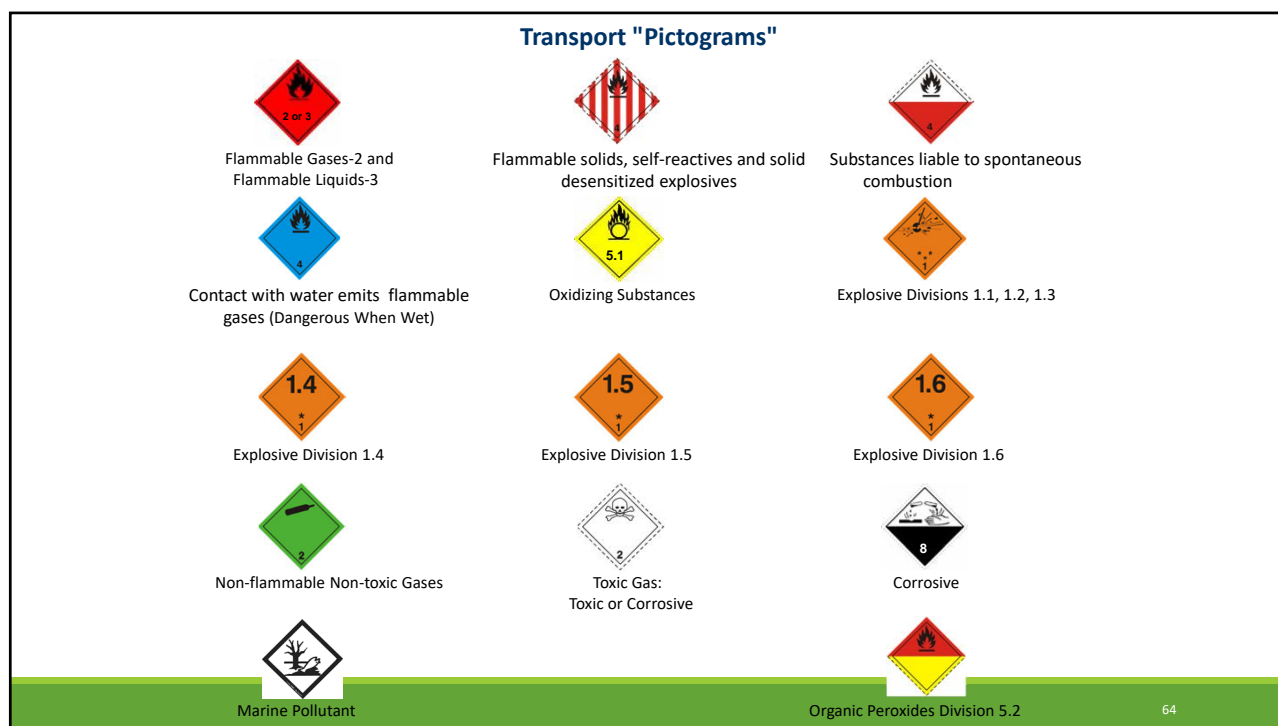 Transport "Pictograms"
2 or 3
4
4
Flammable Gases-2 and
Flammable Liquids-3
Flammable solids, self-reactives and solid
desensitized explosives
Substances liable to spontaneous
combustion
4
5.1
* * *
1
Contact with water emits flammable
gases (Dangerous When Wet)
Oxidizing Substances
Explosive Divisions 1.1, 1.2, 1.3
1.4
*
1
1.5
*
1
1.6
*
1
Explosive Division 1.4
Explosive Division 1.5
Explosive Division 1.6
2
2
8
Non-flammable Non-toxic Gases
Toxic Gas:
Toxic or Corrosive
Corrosive
Marine Pollutant
Organic Peroxides Division 5.2
64